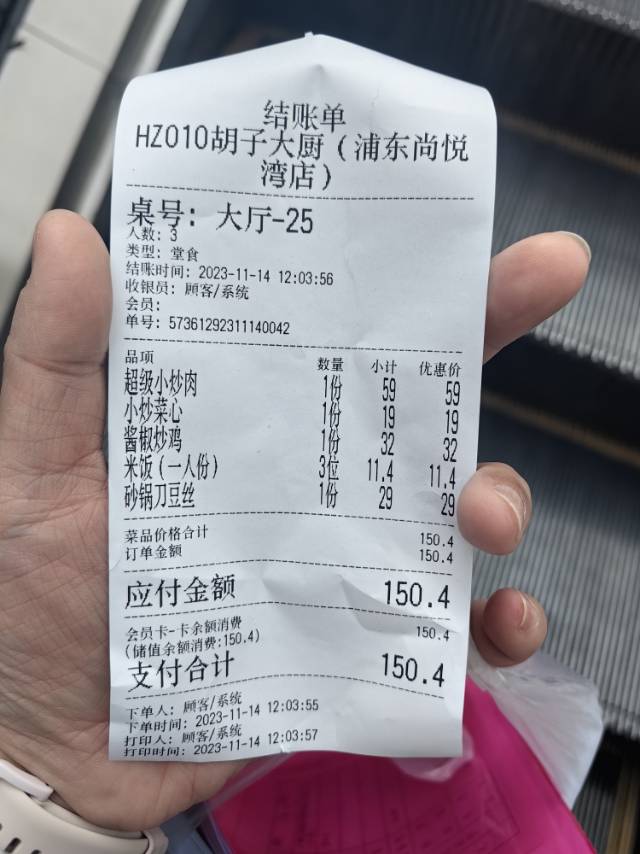 结账单
HZ010胡子大厨（浦东尚悦
湾店）
桌号：大厅-25
人数：3
类型：堂食
结账时间：2023-11-14 12:03:56
收银员：顾客/系统
会员：
单号：57361292311140042
品项 数量 小计 优惠价
超级小炒肉 1份 59 59
小炒菜心 1份 19 19
酱椒炒鸡 1份 32 32
米饭（一人份） 3位 11.4 11.4
砂锅刀豆丝 1份 29 29
菜品价格合计 150.4
订单金额 150.4
应付金额 150.4
会员卡-卡余额消费 150.4
(储值余额消费:150.4)
支付合计 150.4
下单人：顾客/系统
下单时间：2023-11-14 12:03:55
打印人：顾客/系统
打印时间：2023-11-14 12:03:57